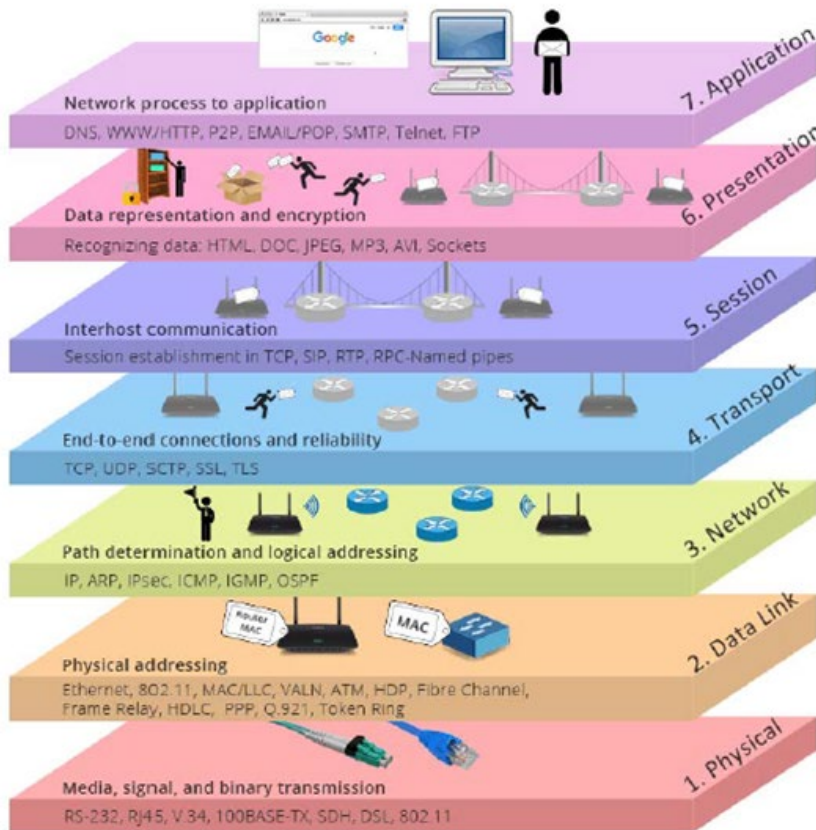 Google
7. Application
Network process to application
DNS, WWW/HTTP, P2P, EMAIL/POP, SMTP, Telnet, FTP
6. Presentation
Data representation and encryption
Recognizing data: HTML, DOC, JPEG, MP3, AVI, Sockets
5. Session
Interhost communication
Session establishment in TCP, SIP, RTP, RPC-Named pipes
4. Transport
End-to-end connections and reliability
TCP, UDP, SCTP, SSL, TLS
3. Network
Path determination and logical addressing
IP, ARP, IPsec, ICMP, IGMP, OSPF
Router
MAC
MAC
2. Data Link
Physical addressing
Ethernet, 802.11, MAC/LLC, VALN, ATM, HDP, Fibre Channel,
Frame Relay, HDLC, PPP, Q.921, Token Ring
1. Physical
Media, signal, and binary transmission
RS-232, RJ45, V.34, 100BASE-TX, SDH, DSL, 802.11